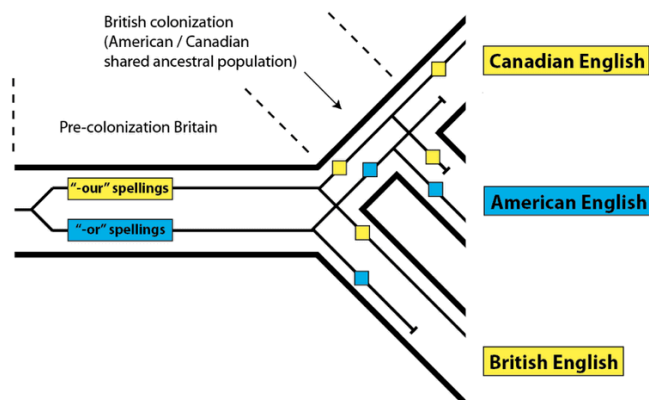 British colonization
(American / Canadian
shared ancestral population)
Pre-colonization Britain
"-our" spellings
"-or" spellings
Canadian English
American English
British English